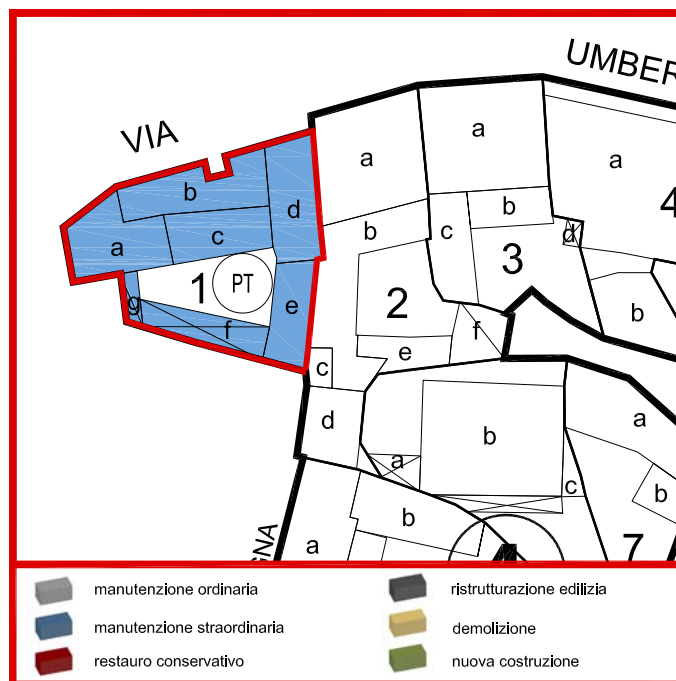 UMBER
VIA
a
a
a
b
d
4
b
c
b
c
d
a
b
3
1
PT
2
e
g
f
b
f
e
c
a
d
b
a
c
b
b
a
7
GNA
manutenzione ordinaria
ristrutturazione edilizia
manutenzione straordinaria
demolizione
restauro conservativo
nuova costruzione